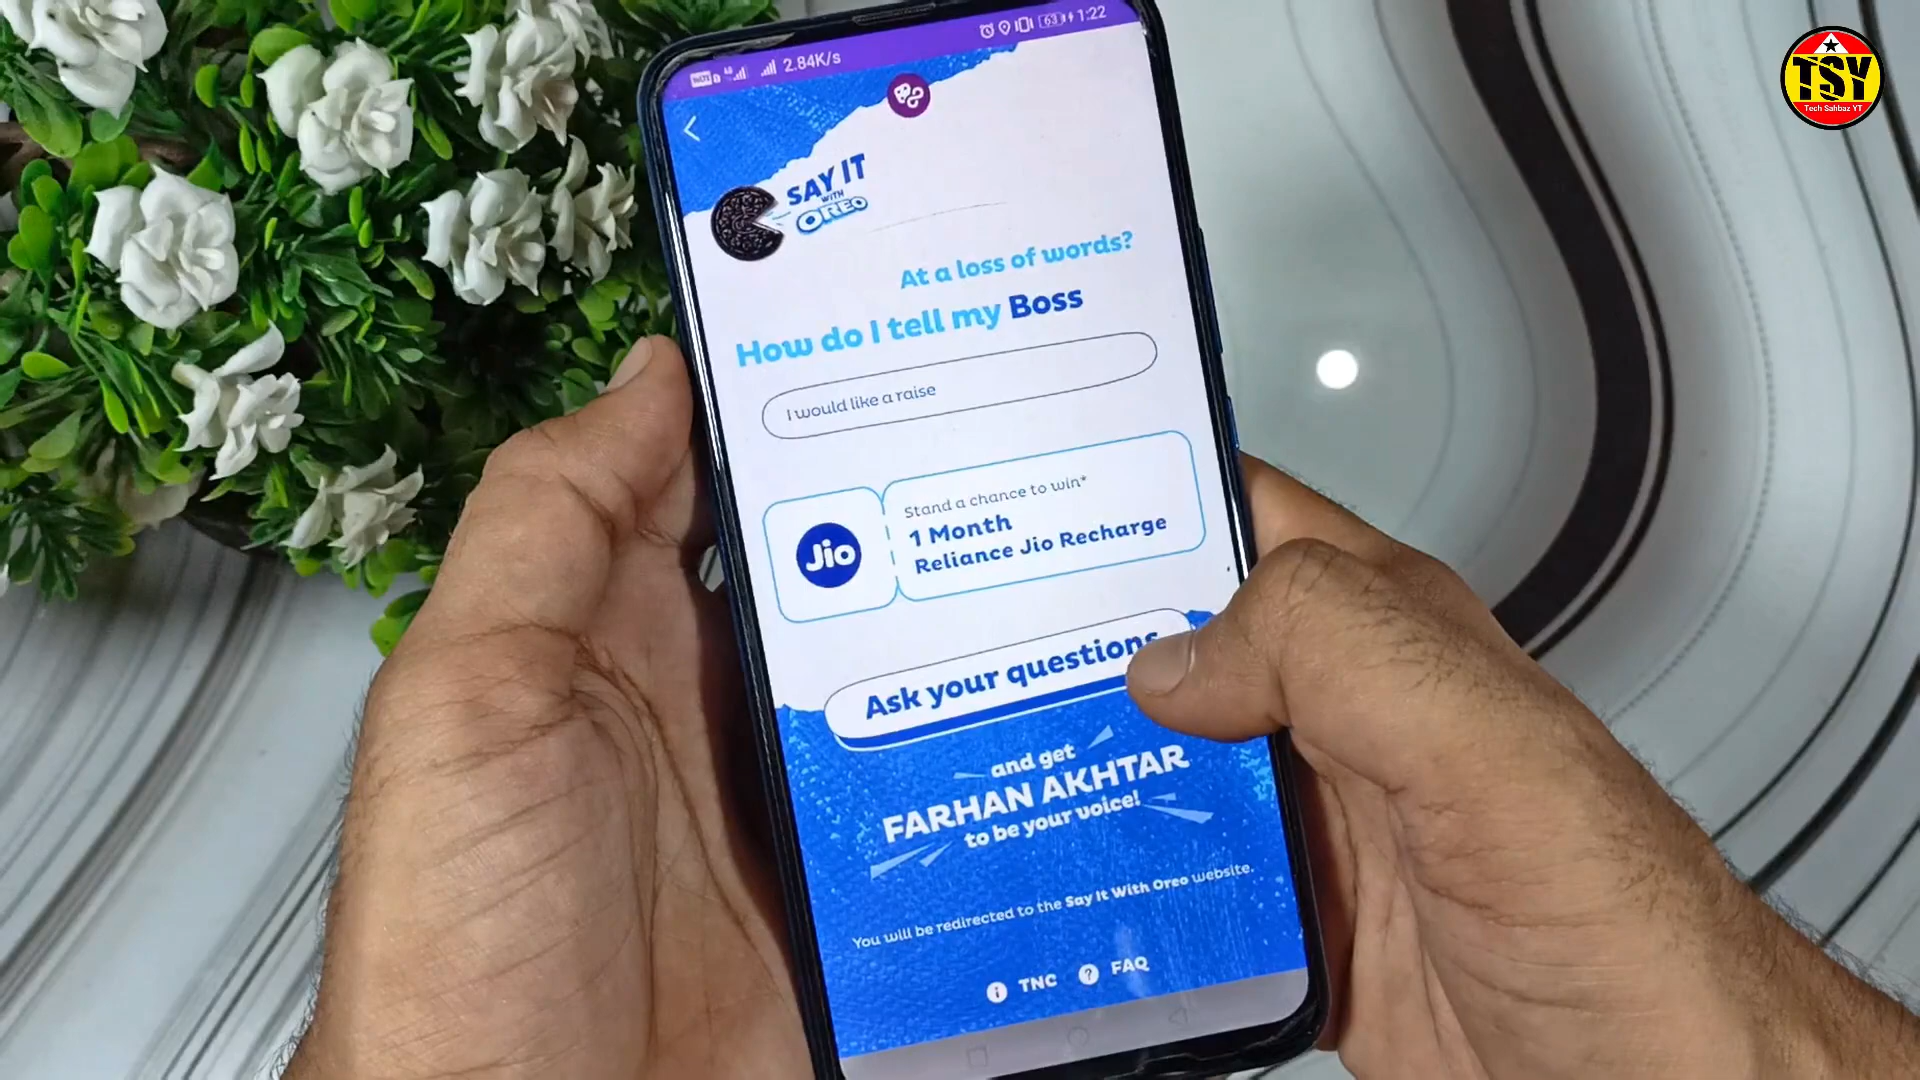 2.84K/s
63
1:22
TSY
Tech Sahbaz YT
SAY IT
WITH
OREO
At a loss of words?
How do I tell my Boss
I would like a raise
Jio
Stand a chance to win*
1 Month
Reliance Jio Recharge
Ask your questions
and get
FARHAN AKHTAR
to be your voice!
You will be redirected to the Say It With Oreo website.
TNC
FAQ